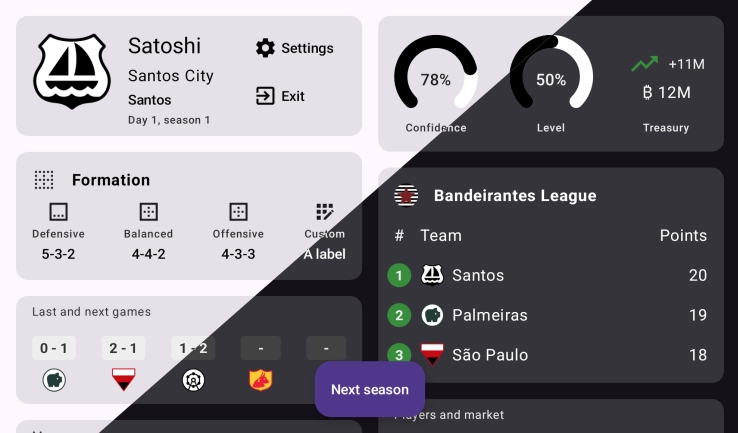 Satoshi
Santos City
Santos
Day 1, season 1
Settings
Exit
78%
Confidence
50%
Level
+11M
₿ 12M
Treasury
Formation
Defensive
5-3-2
Balanced
4-4-2
Offensive
4-3-3
Custom
A label
Bandeirantes League
# Team Points
1 Santos 20
2 Palmeiras 19
3 São Paulo 18
Last and next games
0 - 1
2 - 1
1 - 2
-
-
Next season
Players and market